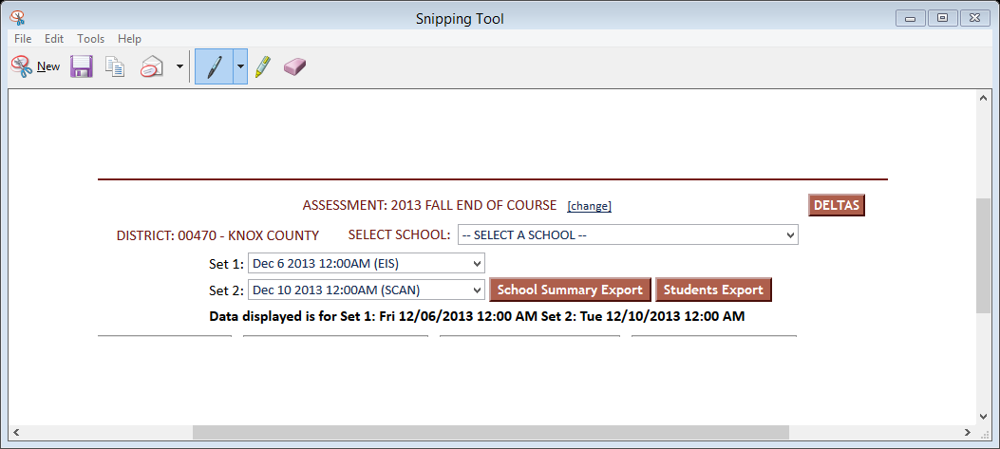 Snipping Tool
File Edit Tools Help
New
ASSESSMENT: 2013 FALL END OF COURSE [change] DELTAS
DISTRICT: 00470 - KNOX COUNTY SELECT SCHOOL: -- SELECT A SCHOOL --
Set 1: Dec 6 2013 12:00AM (EIS)
Set 2: Dec 10 2013 12:00AM (SCAN) School Summary Export Students Export
Data displayed is for Set 1: Fri 12/06/2013 12:00 AM Set 2: Tue 12/10/2013 12:00 AM